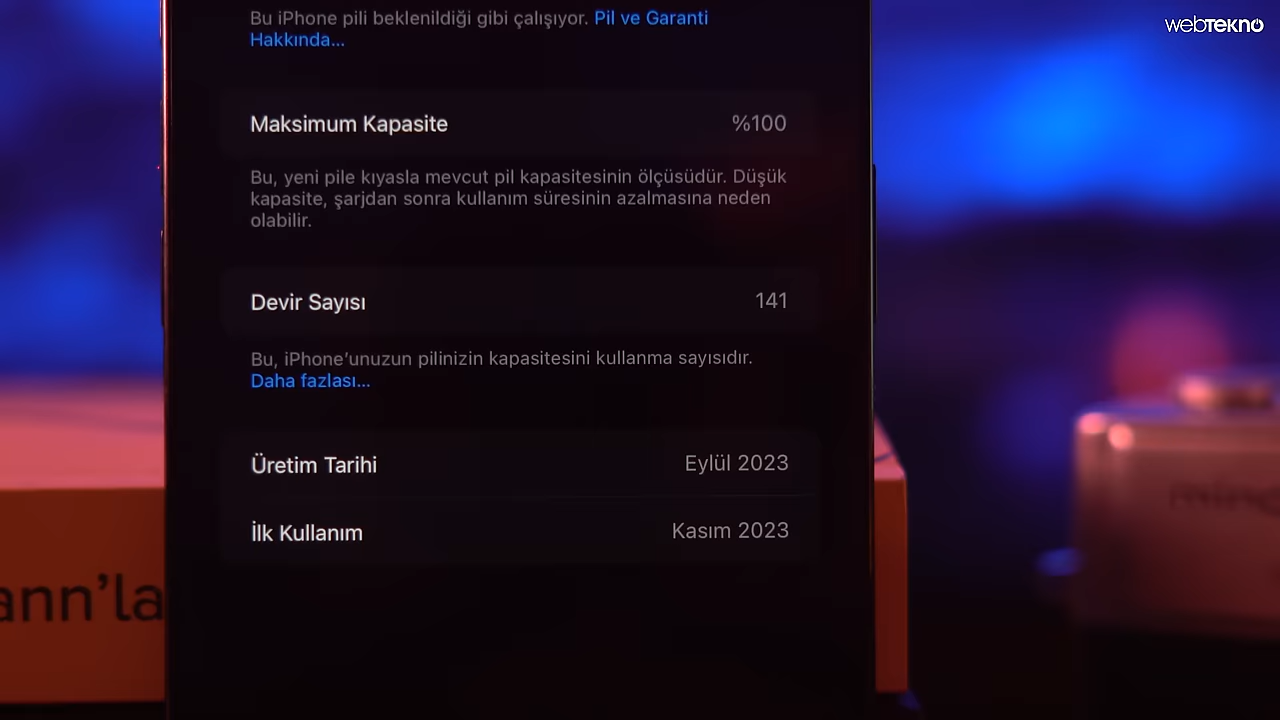 webtekno
Bu iPhone pili beklenildiği gibi çalışıyor. Pil ve Garanti
Hakkında...
Maksimum Kapasite %100
Bu, yeni pile kıyasla mevcut pil kapasitesinin ölçüsüdür. Düşük
kapasite, şarjdan sonra kullanım süresinin azalmasına neden
olabilir.
Devir Sayısı 141
Bu, iPhone'unuzun pilinizin kapasitesini kullanma sayısıdır.
Daha fazlası...
Üretim Tarihi Eylül 2023
İlk Kullanım Kasım 2023
ann'la